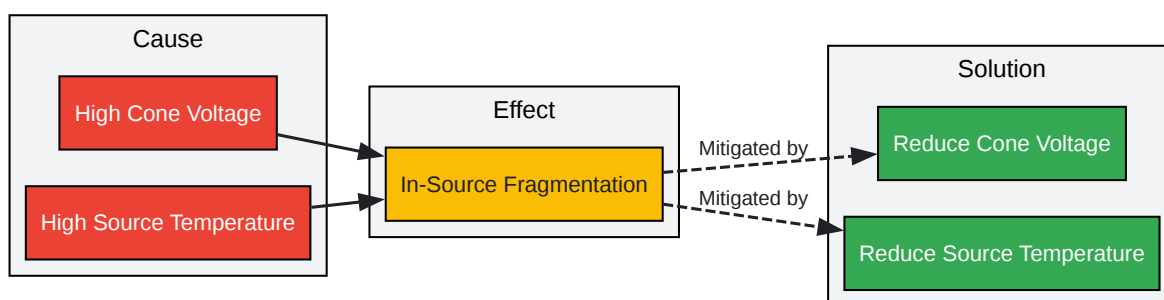 Cause
High Cone Voltage
High Source Temperature
Effect
In-Source Fragmentation
Mitigated by
Mitigated by
Solution
Reduce Cone Voltage
Reduce Source Temperature